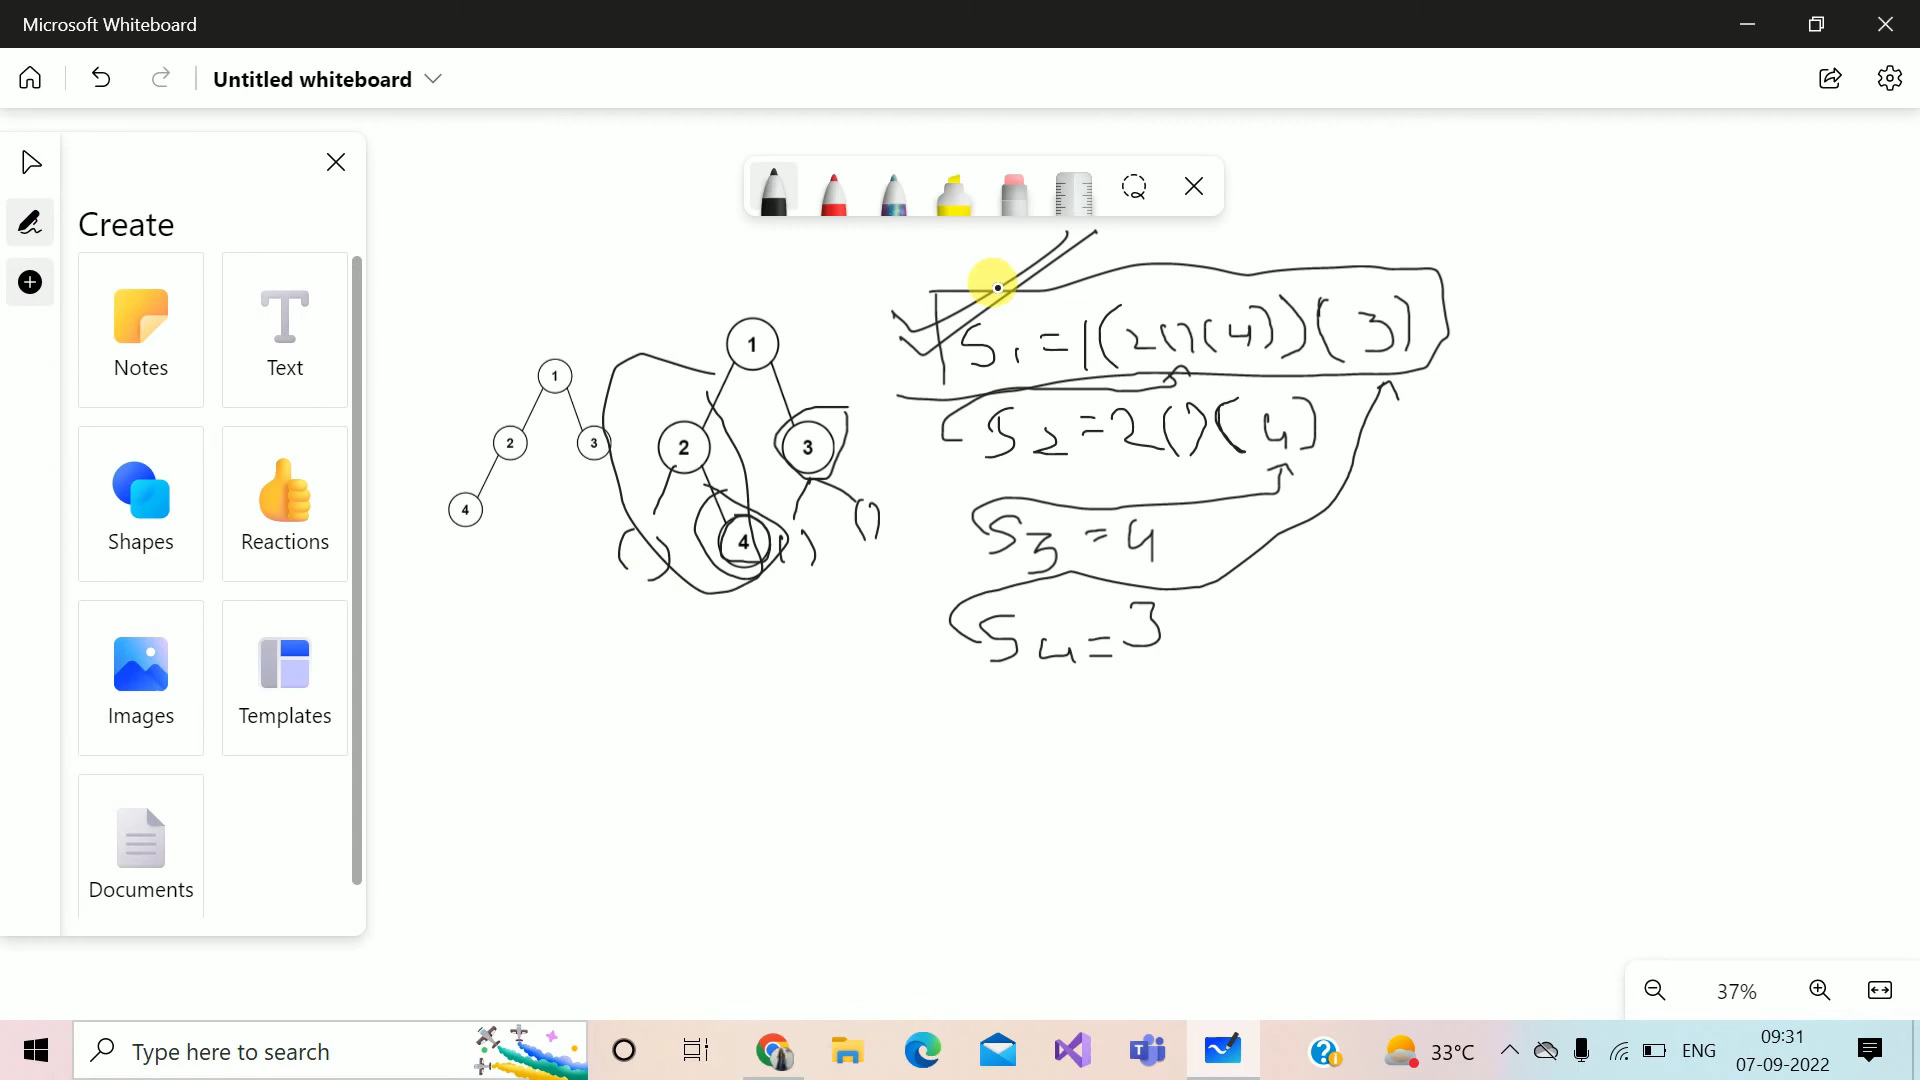 Microsoft Whiteboard
Untitled whiteboard
Create
Notes
Text
Shapes
Reactions
Images
Templates
Documents
1
2
3
4
1
2
3
4
( )
( )
( )
S1 = 1(2()(4))(3)
S2 = 2()(4)
S3 = 4
S4 = 3
37%
Type here to search
33°C
ENG
09:31
07-09-2022